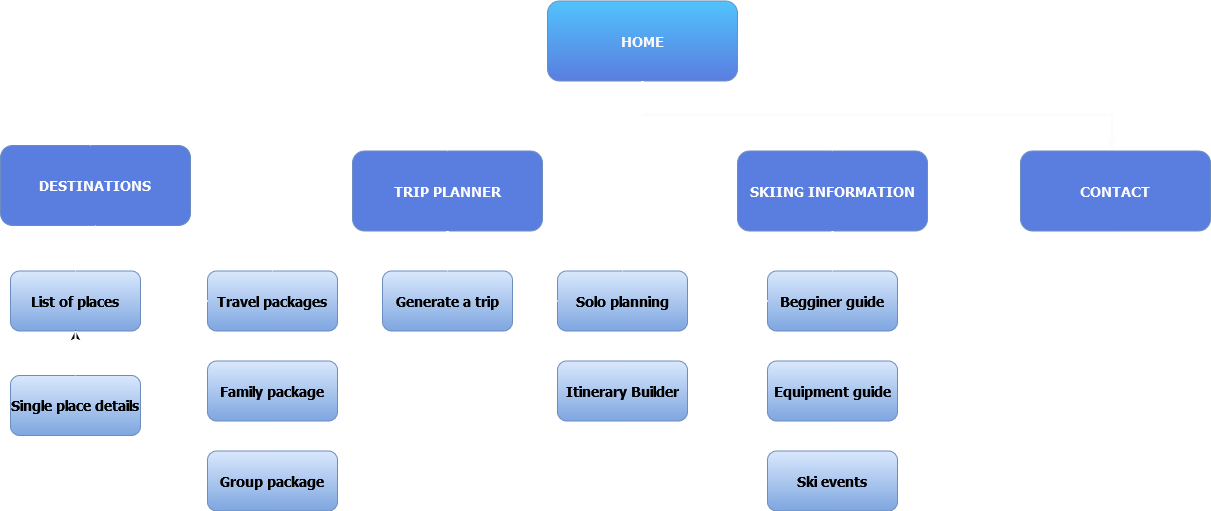 HOME
DESTINATIONS
TRIP PLANNER
SKIING INFORMATION
CONTACT
List of places
Travel packages
Generate a trip
Solo planning
Begginer guide
Single place details
Family package
Itinerary Builder
Equipment guide
Group package
Ski events